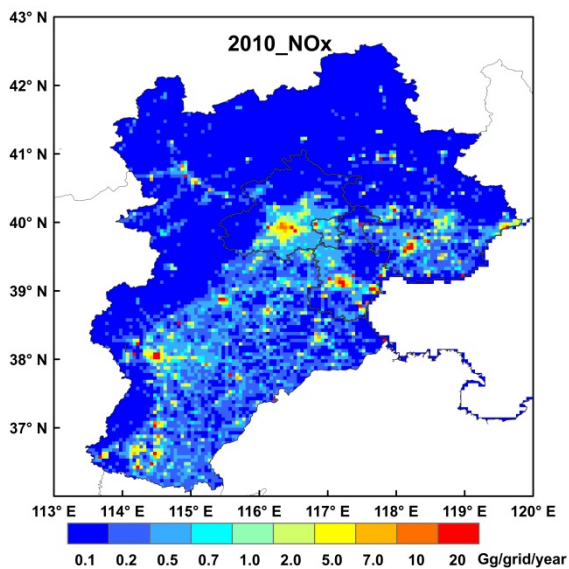 43° N
2010_NOx
42° N
41° N
40° N
39° N
38° N
37° N
113° E 114° E 115° E 116° E 117° E 118° E 119° E 120° E
0.1 0.2 0.5 0.7 1.0 2.0 5.0 7.0 10 20 Gg/grid/year